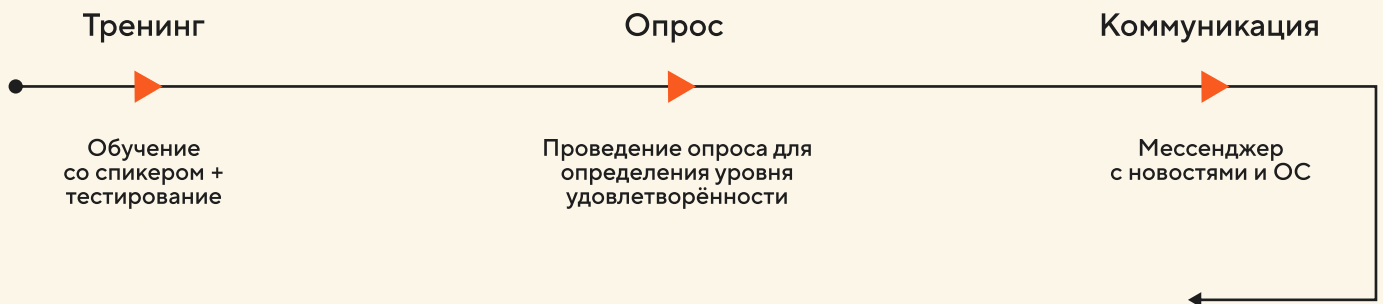 Тренинг
Опрос
Коммуникация
Обучение
со спикером +
тестирование
Проведение опроса для
определения уровня
удовлетворённости
Мессенджер
с новостями и ОС